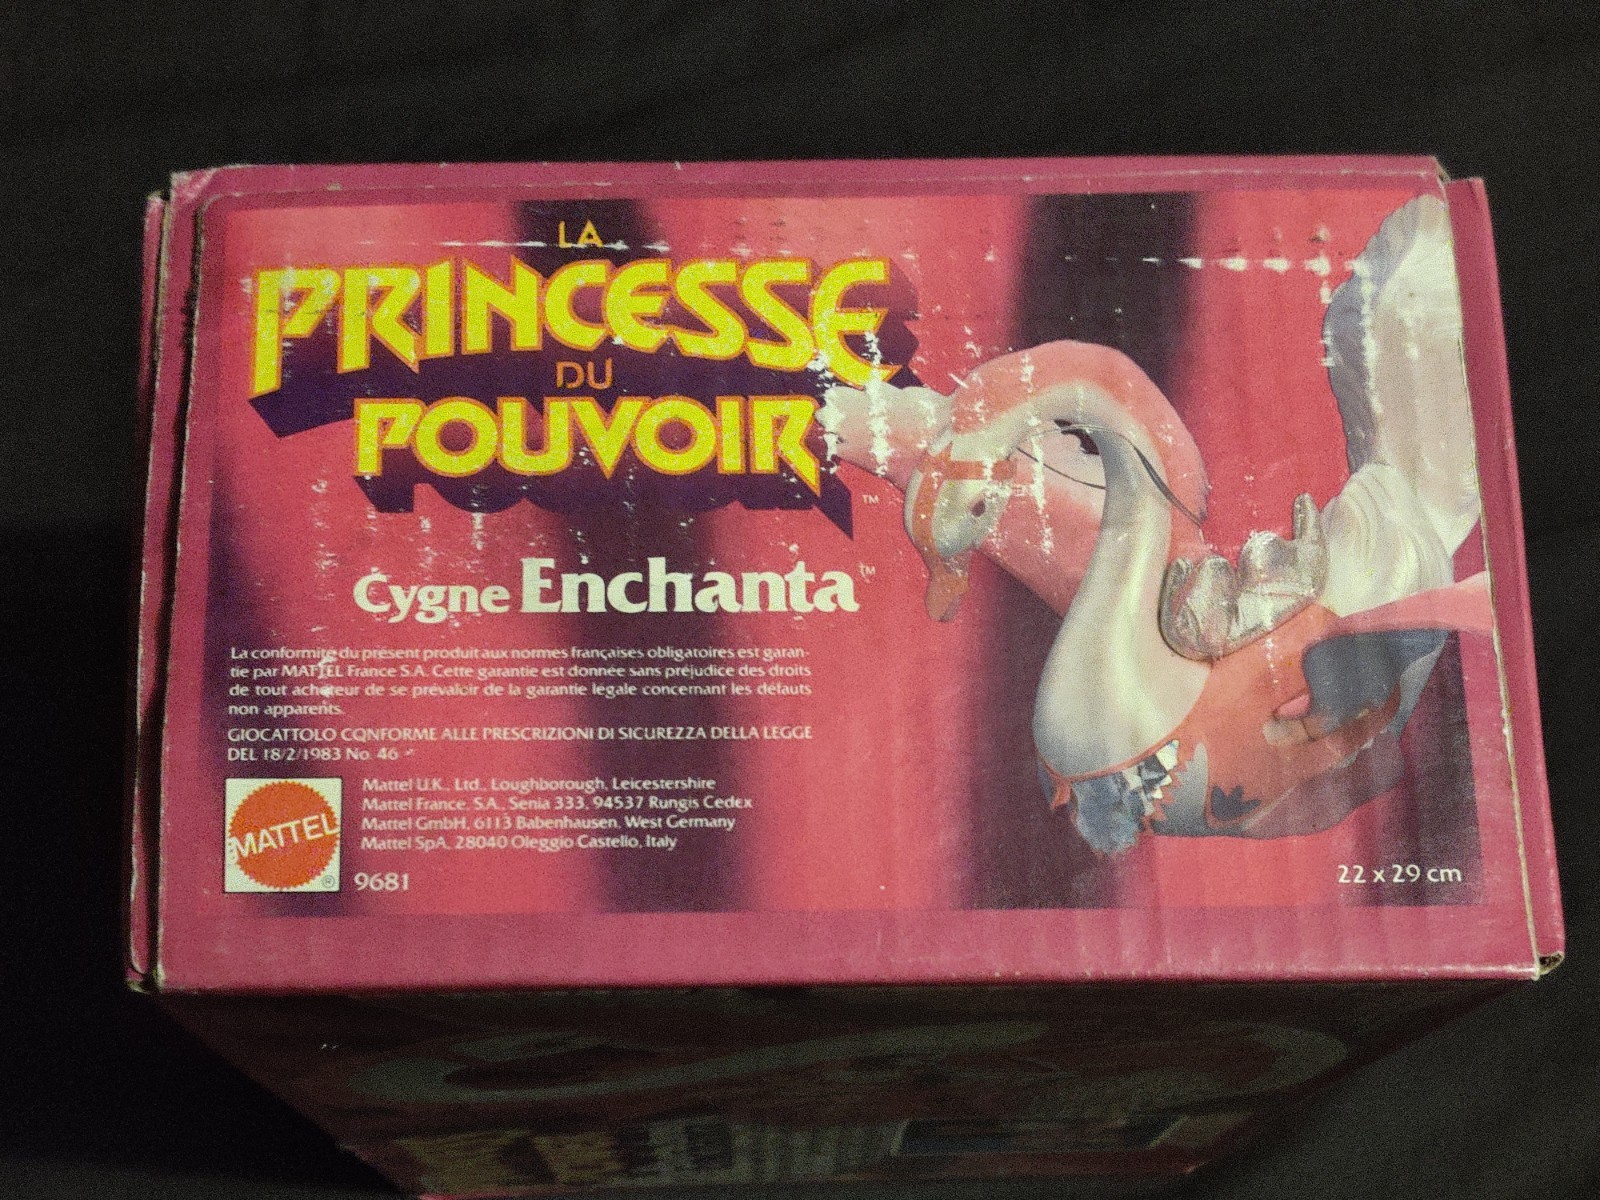 LA
PRINCESSE
DU
POUVOIR™
Cygne Enchanta™
La conformité du présent produit aux normes françaises obligatoires est garan-
tie par MATTEL France S.A. Cette garantie est donnée sans préjudice des droits
de tout acheteur de se prévaloir de la garantie légale concernant les défauts
non apparents.
GIOCATTOLO CONFORME ALLE PRESCRIZIONI DI SICUREZZA DELLA LEGGE
DEL 18/2/1983 No. 46
Mattel U.K. Ltd., Loughborough, Leicestershire
Mattel France, S.A., Senia 333, 94537 Rungis Cedex
Mattel GmbH, 6113 Babenhausen, West Germany
Mattel SpA, 28040 Oleggio Castello, Italy
MATTEL®
9681
22 x 29 cm